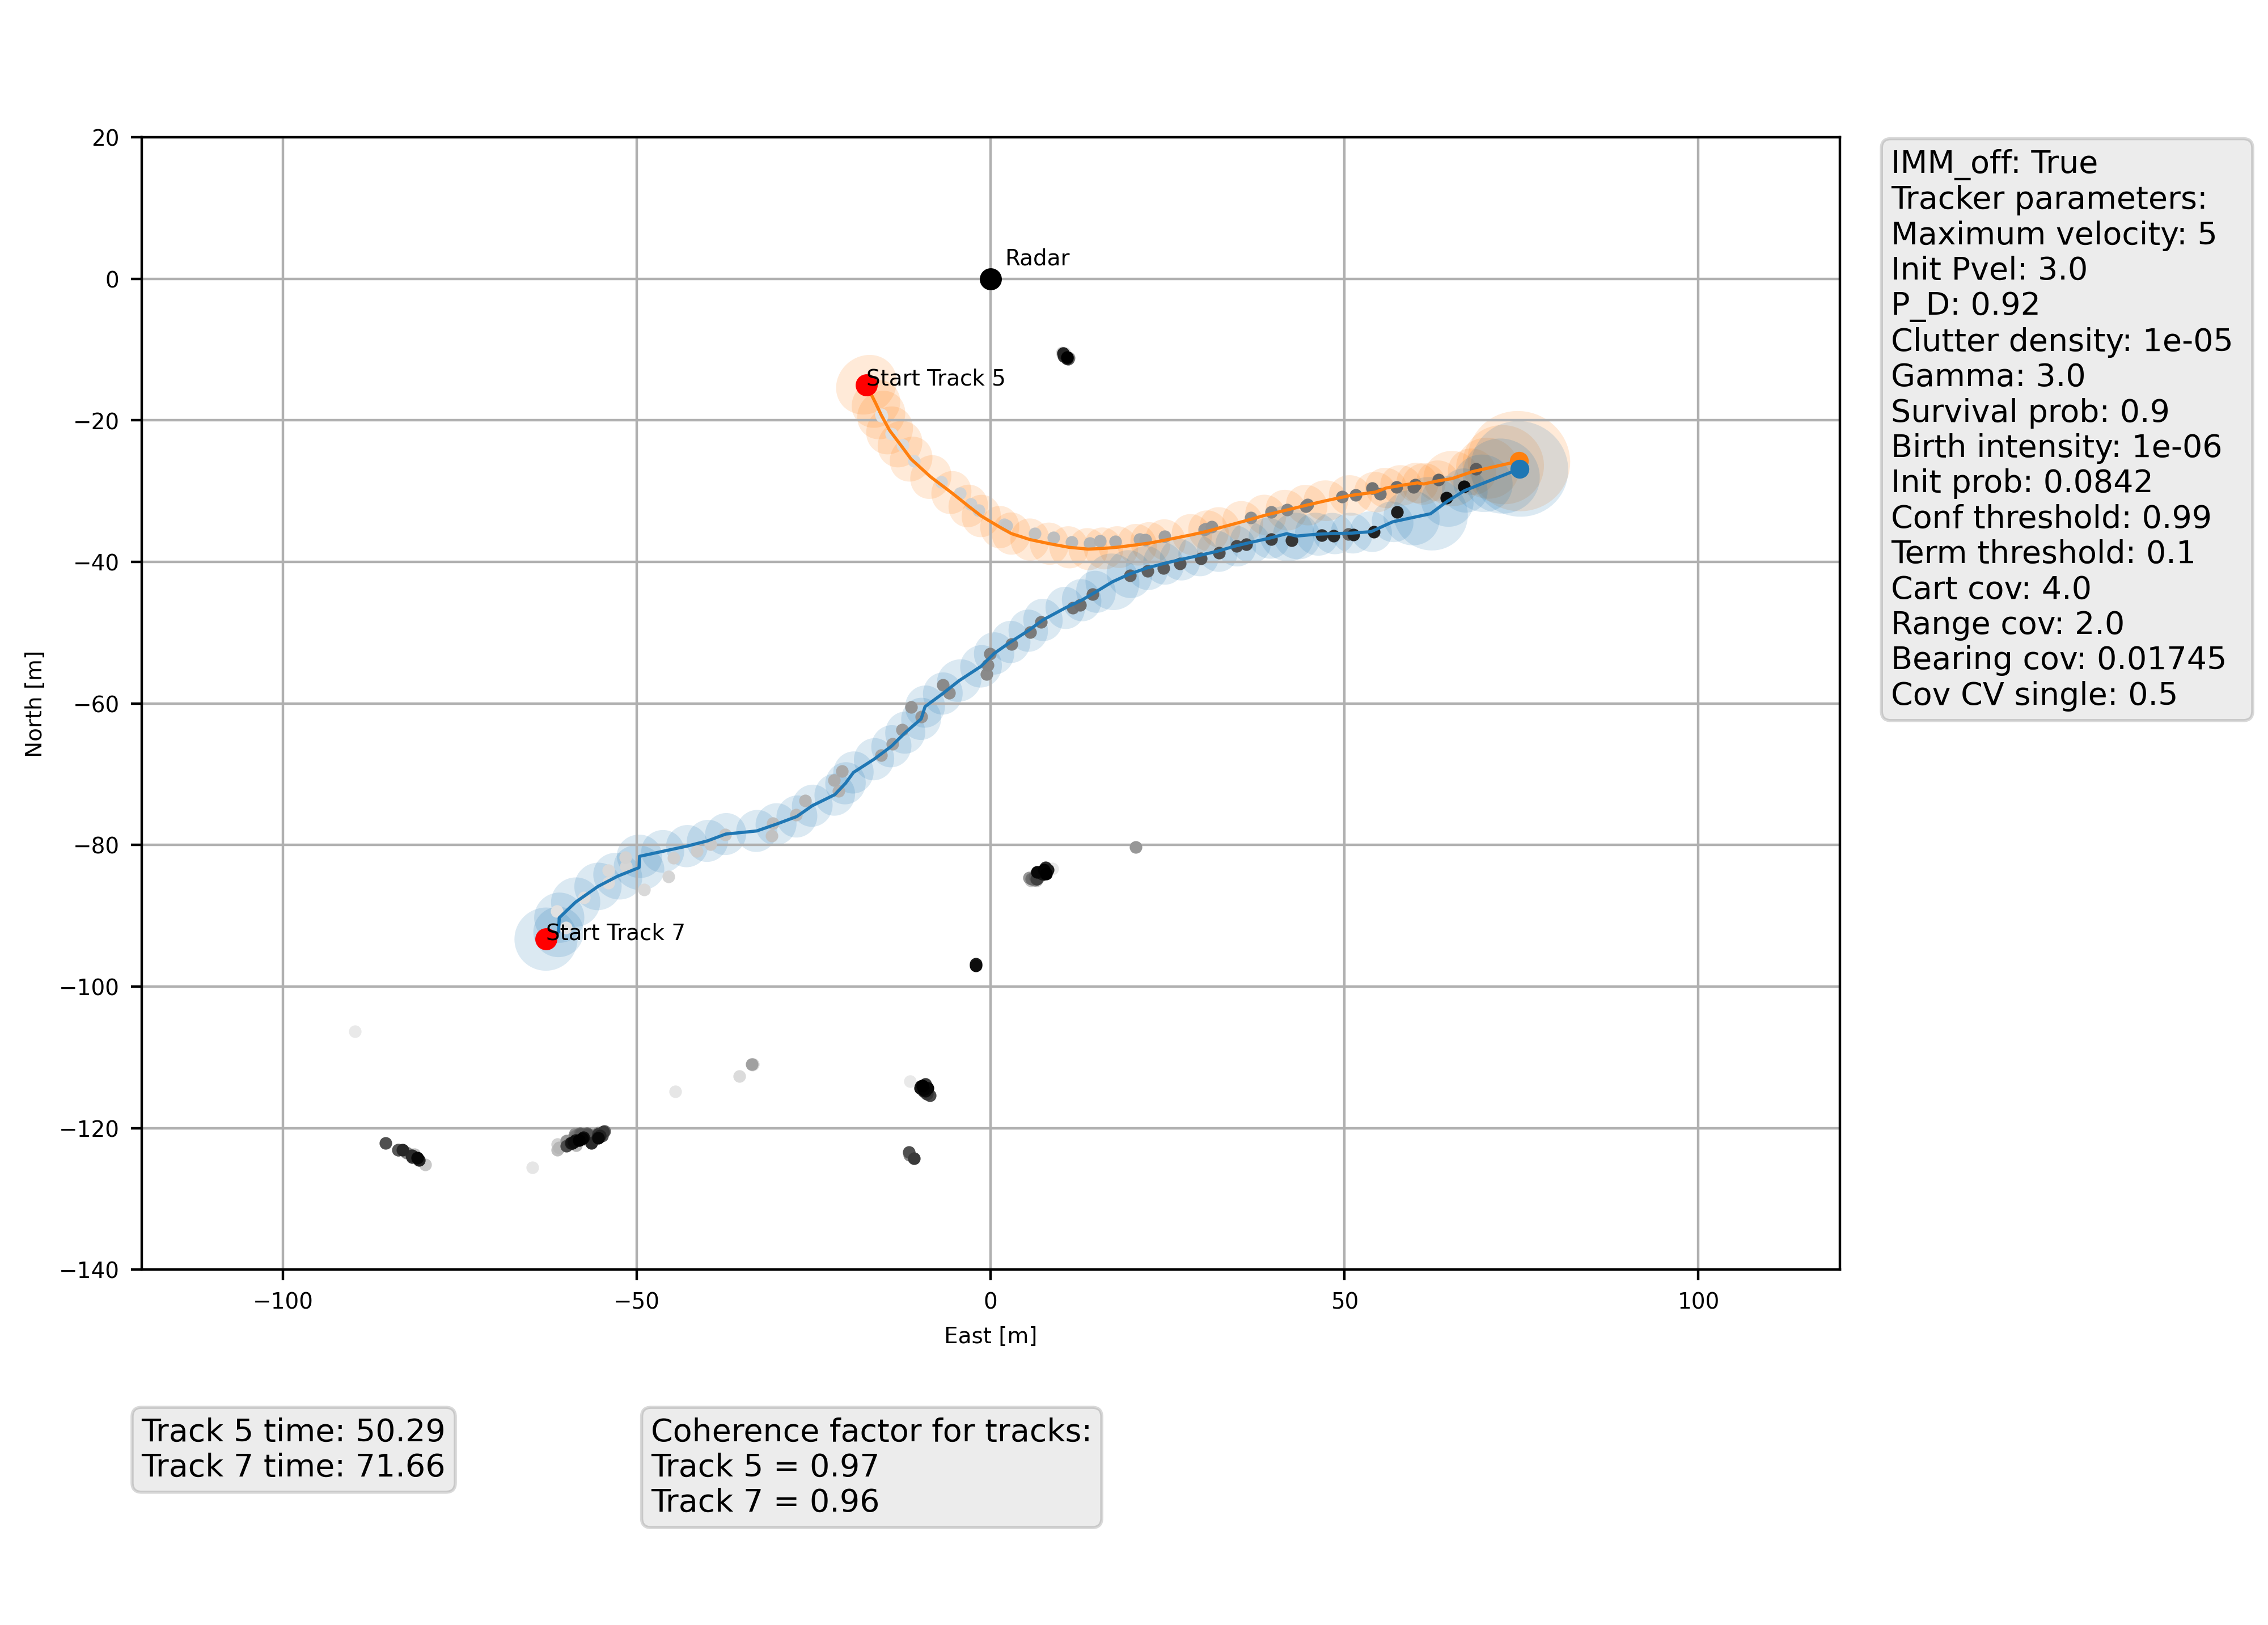 20
0
−20
−40
−60
−80
−100
−120
−140
North [m]
Radar
Start Track 5
Start Track 7
−100
−50
0
50
100
East [m]
IMM_off: True
Tracker parameters:
Maximum velocity: 5
Init Pvel: 3.0
P_D: 0.92
Clutter density: 1e-05
Gamma: 3.0
Survival prob: 0.9
Birth intensity: 1e-06
Init prob: 0.0842
Conf threshold: 0.99
Term threshold: 0.1
Cart cov: 4.0
Range cov: 2.0
Bearing cov: 0.01745
Cov CV single: 0.5
Track 5 time: 50.29
Track 7 time: 71.66
Coherence factor for tracks:
Track 5 = 0.97
Track 7 = 0.96